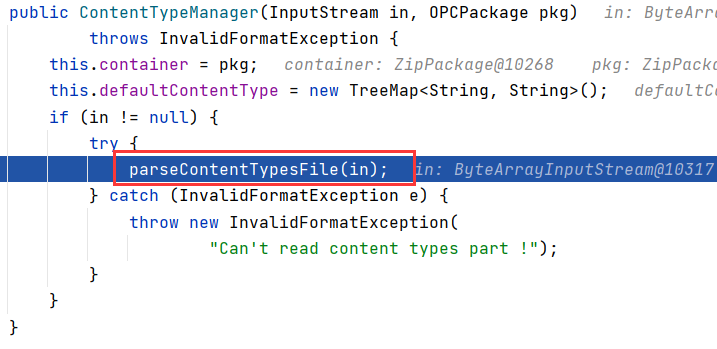 public ContentTypeManager(InputStream in, OPCPackage pkg)   in: ByteArray
        throws InvalidFormatException {
    this.container = pkg;   container: ZipPackage@10268    pkg: ZipPacka
    this.defaultContentType = new TreeMap<String, String>();   defaultCo
    if (in != null) {
        try {
            parseContentTypesFile(in);   in: ByteArrayInputStream@10317
        } catch (InvalidFormatException e) {
            throw new InvalidFormatException(
                    "Can't read content types part !");
        }
    }
}